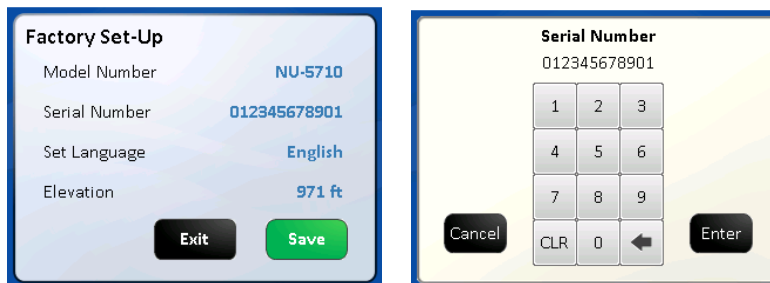 Factory Set-Up
Model Number NU-5710
Serial Number 012345678901
Set Language English
Elevation 971 ft
Exit Save
Serial Number
012345678901
1 2 3
4 5 6
7 8 9
CLR 0
Cancel Enter